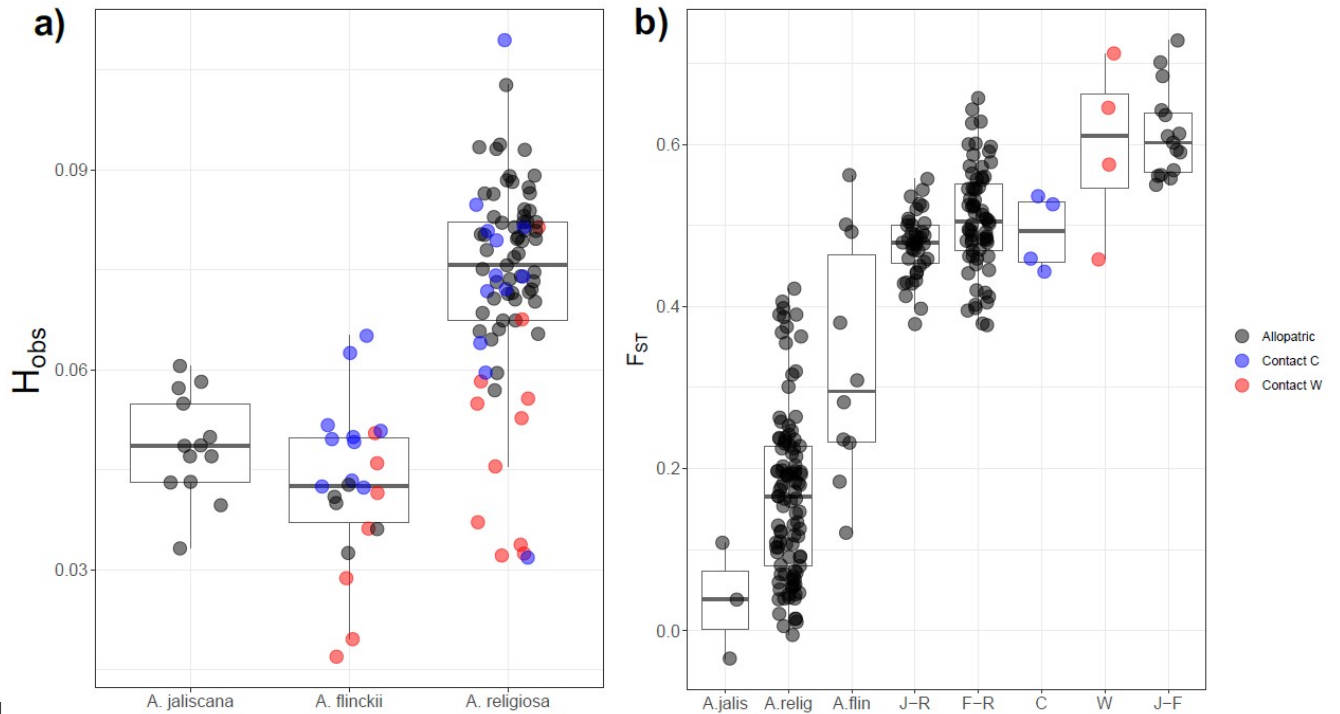 a)
b)
Hobs
0.09
0.06
0.03
A. jaliscana A. flinckii A. religiosa
FST
0.6
0.4
0.2
0.0
A.jalis A.relig A.flin J−R F−R C W J−F
Allopatric
Contact C
Contact W